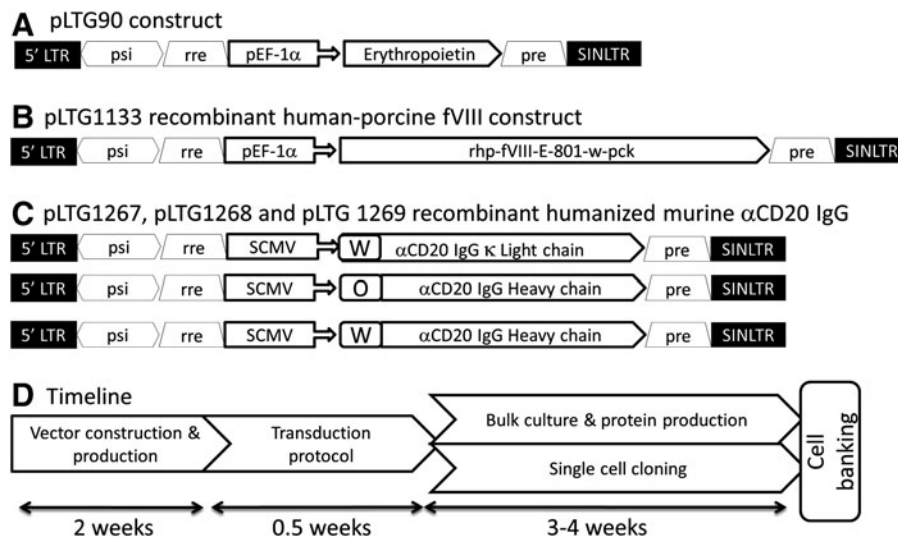 A pLTG90 construct
5' LTR psi rre pEF-1α Erythropoietin pre SINLTR
B pLTG1133 recombinant human-porcine fVIII construct
5' LTR psi rre pEF-1α rhp-fVIII-E-801-w-pck pre SINLTR
C pLTG1267, pLTG1268 and pLTG 1269 recombinant humanized murine αCD20 IgG
5' LTR psi rre SCMV W αCD20 IgG κ Light chain pre SINLTR
5' LTR psi rre SCMV O αCD20 IgG Heavy chain pre SINLTR
5' LTR psi rre SCMV W αCD20 IgG Heavy chain pre SINLTR
D Timeline
Vector construction &
production
Transduction
protocol
Bulk culture & protein production
Single cell cloning
Cell
banking
2 weeks 0.5 weeks 3-4 weeks